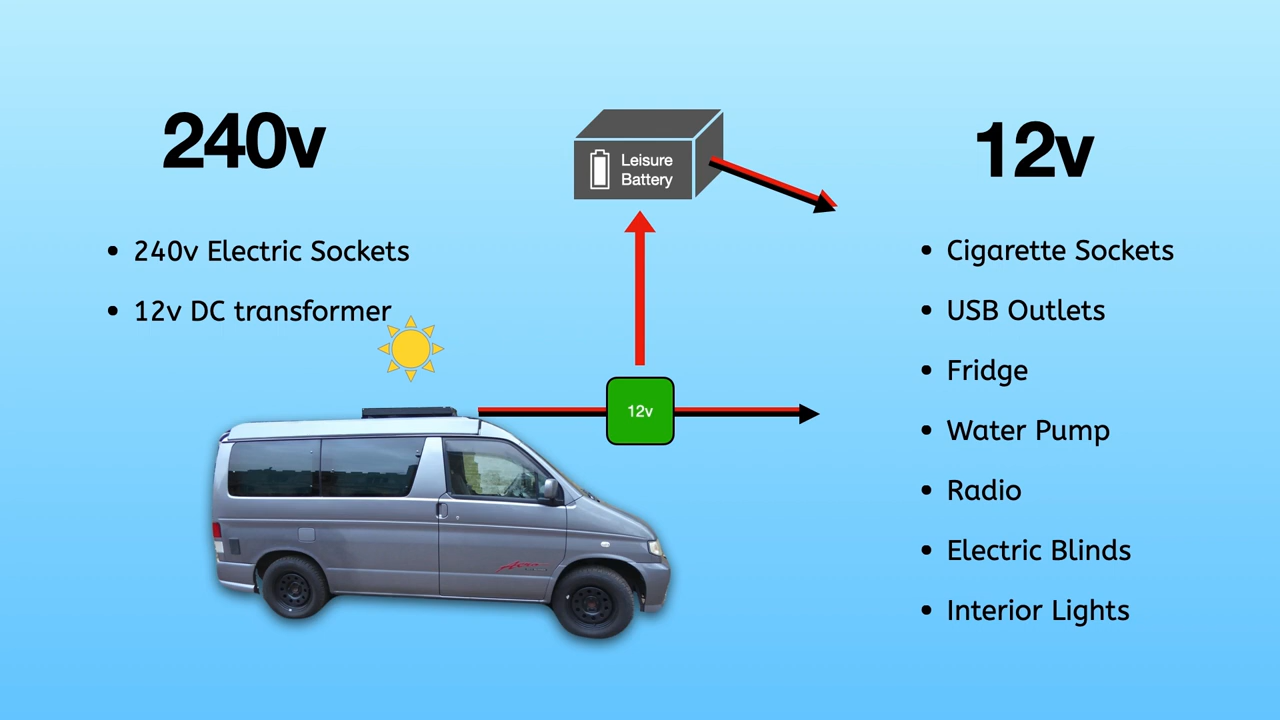 240v
240v Electric Sockets
12v DC transformer
Leisure
Battery
12v
12v
Cigarette Sockets
USB Outlets
Fridge
Water Pump
Radio
Electric Blinds
Interior Lights